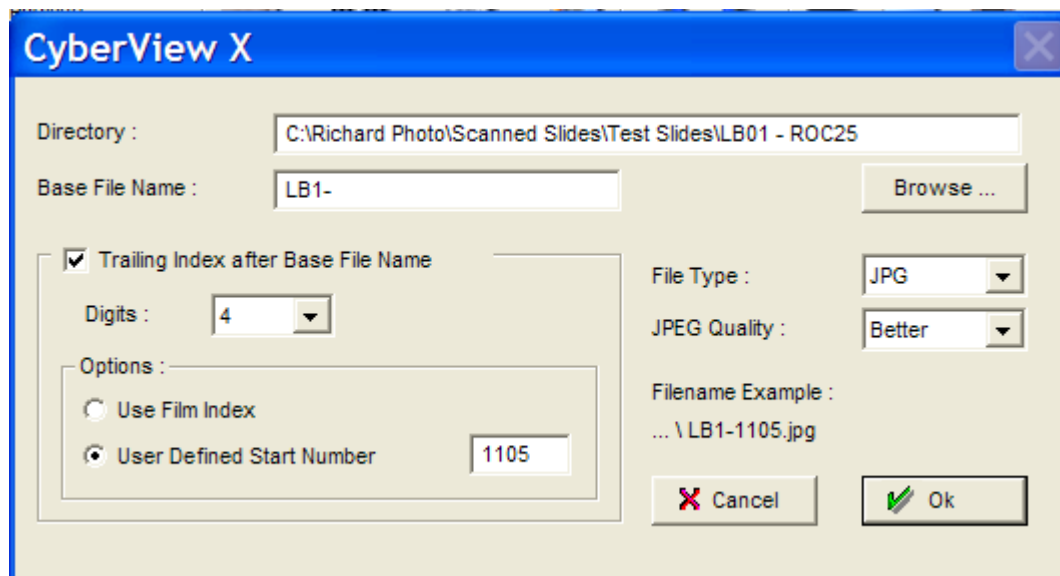 CyberView X
Directory :
C:\Richard Photo\Scanned Slides\Test Slides\LB01 - ROC25
Base File Name :
LB1-
Browse ...
Trailing Index after Base File Name
Digits :
4
Options :
Use Film Index
User Defined Start Number
1105
File Type :
JPG
JPEG Quality :
Better
Filename Example :
... \ LB1-1105.jpg
Cancel
Ok